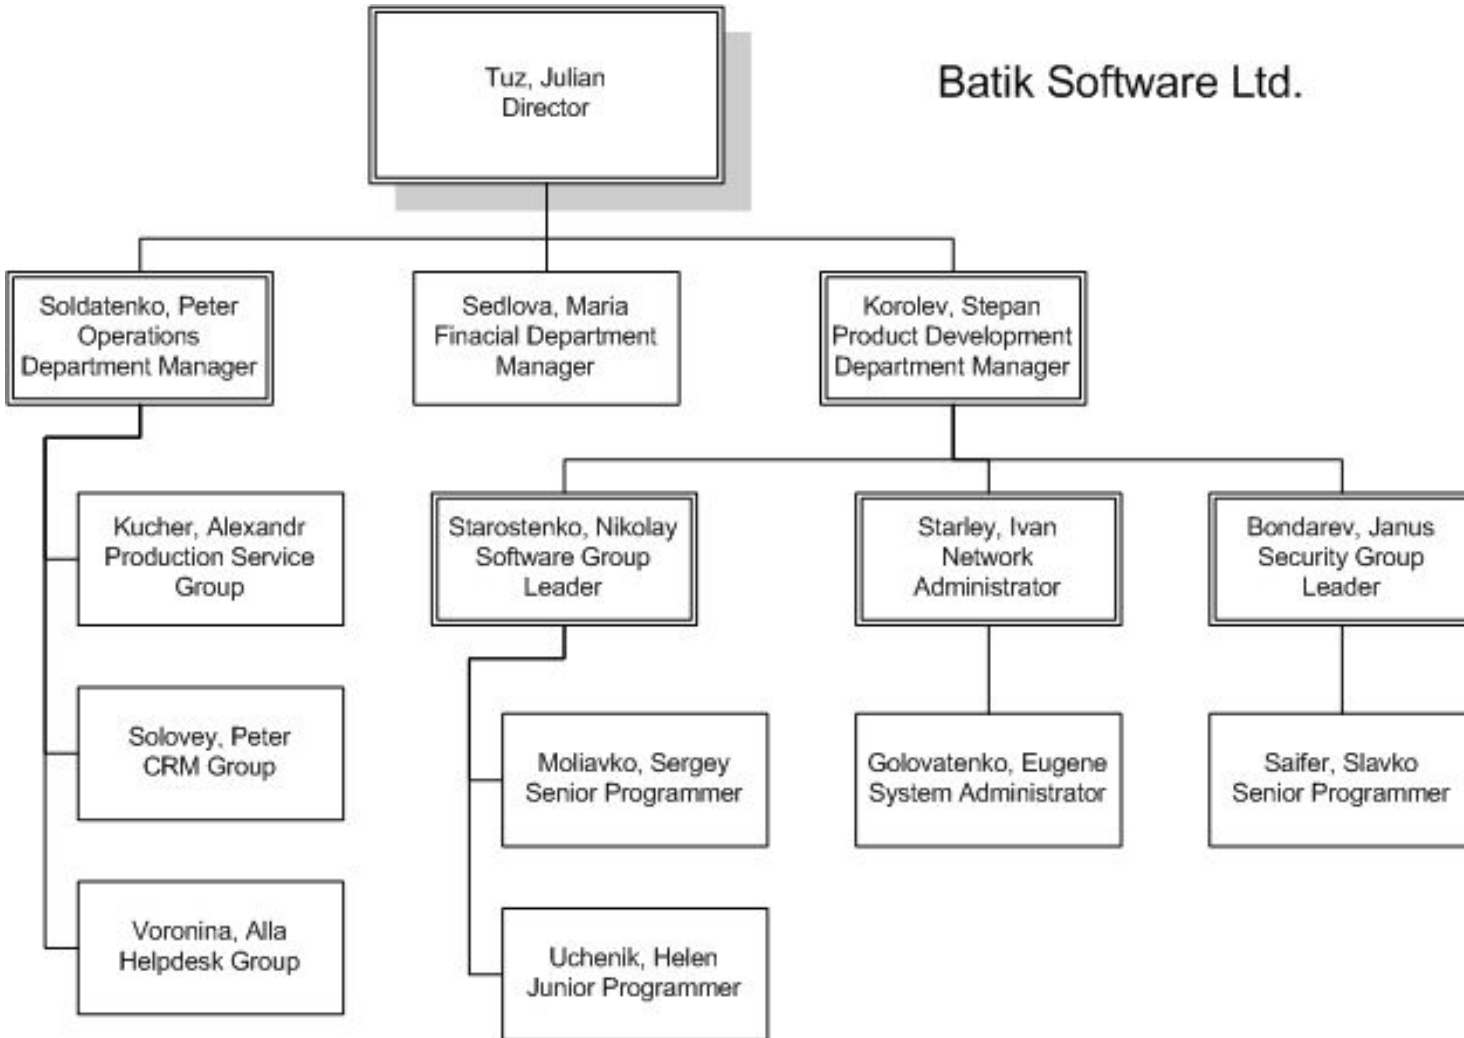 Tuz, Julian
Director
Batik Software Ltd.
Soldatenko, Peter
Operations
Department Manager
Sedlova, Maria
Finacial Department
Manager
Korolev, Stepan
Product Development
Department Manager
Kucher, Alexandr
Production Service
Group
Starostenko, Nikolay
Software Group
Leader
Starley, Ivan
Network
Administrator
Bondarev, Janus
Security Group
Leader
Solovey, Peter
CRM Group
Moliavko, Sergey
Senior Programmer
Golovatenko, Eugene
System Administrator
Saifer, Slavko
Senior Programmer
Voronina, Alla
Helpdesk Group
Uchenik, Helen
Junior Programmer